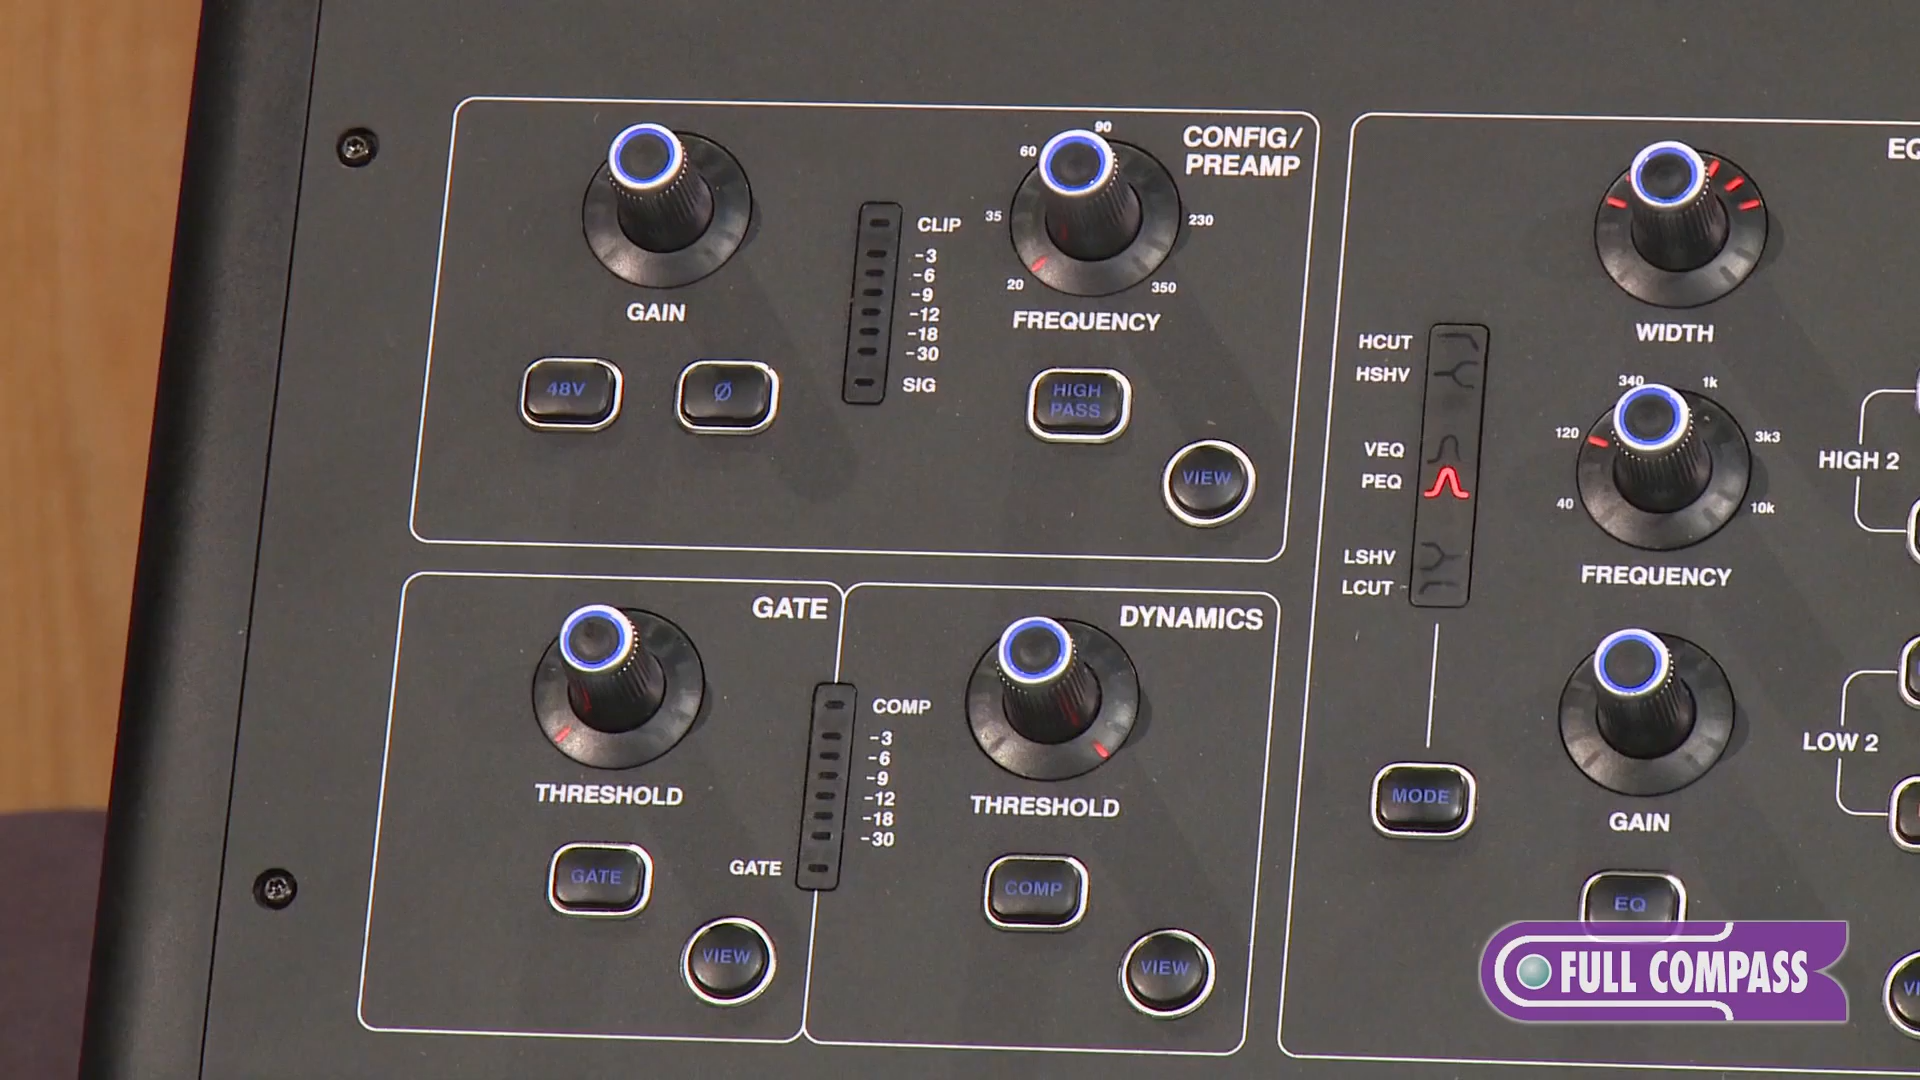 CONFIG/
PREAMP
GAIN
48V
Ø
CLIP
-3
-6
-9
-12
-18
-30
SIG
90
60
35
20
230
350
FREQUENCY
HIGH
PASS
VIEW
GATE
THRESHOLD
GATE
VIEW
COMP
-3
-6
-9
-12
-18
-30
GATE
DYNAMICS
THRESHOLD
COMP
VIEW
EQ
WIDTH
HCUT
HSHV
VEQ
PEQ
LSHV
LCUT
MODE
340
1k
120
3k3
40
10k
FREQUENCY
GAIN
EQ
HIGH 2
LOW 2
FULL COMPASS